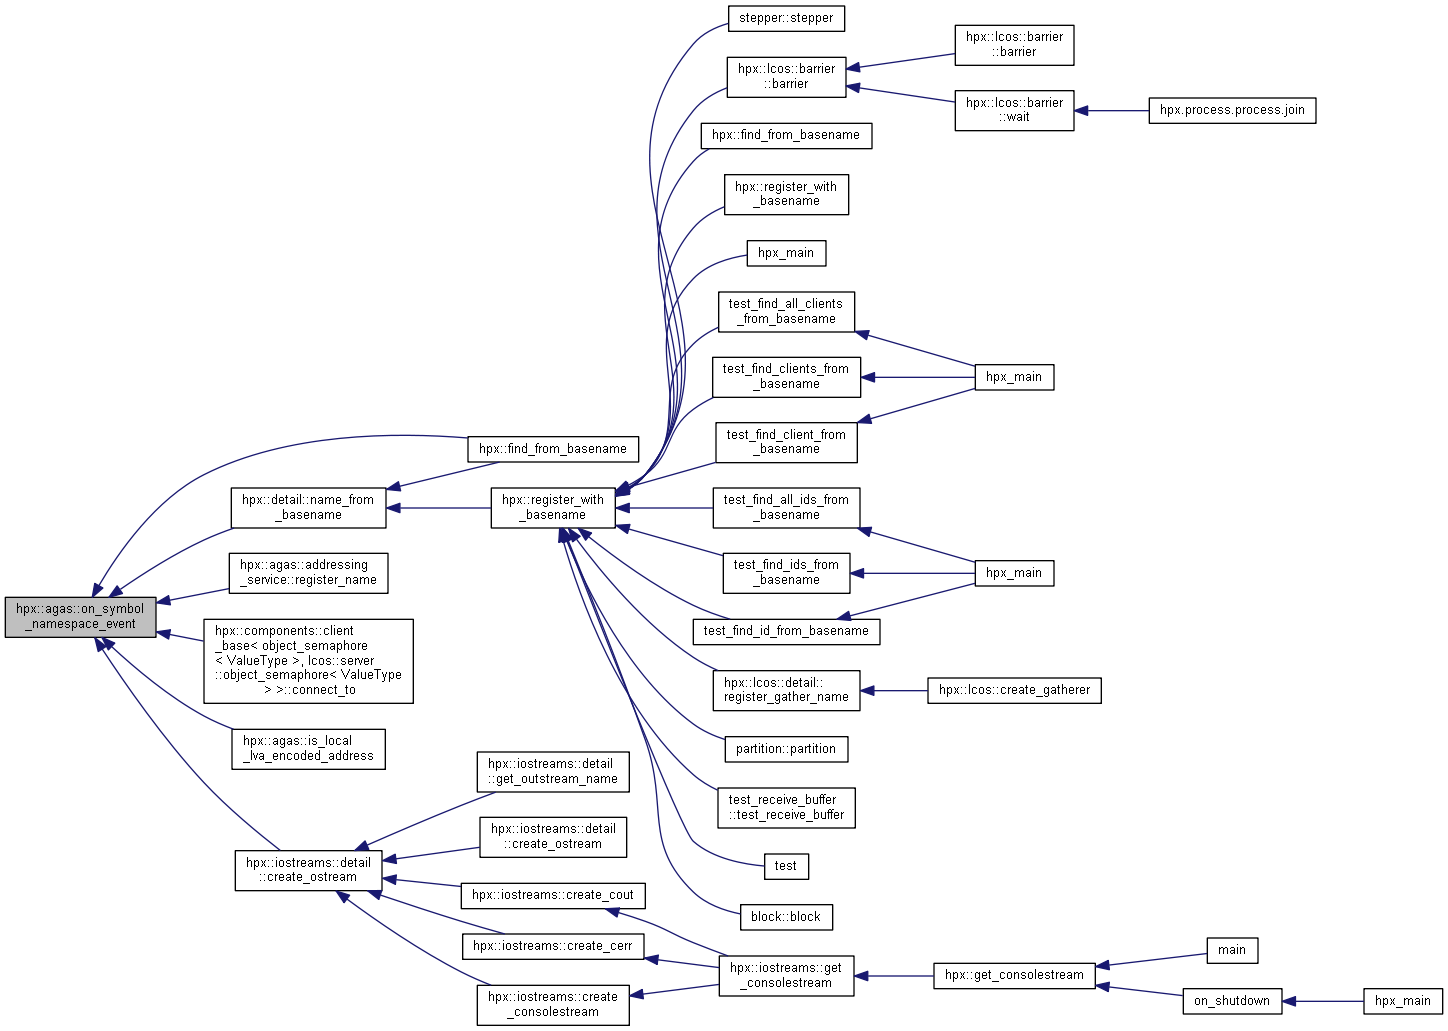 stepper::stepper
hpx::lcos::barrier
::barrier
hpx::lcos::barrier
::barrier
hpx::lcos::barrier
::wait
hpx.process.process.join
hpx::find_from_basename
hpx::register_with
_basename
hpx_main
test_find_all_clients
_from_basename
test_find_clients_from
_basename
hpx_main
test_find_client_from
_basename
hpx::find_from_basename
hpx::detail::name_from
_basename
hpx::register_with
_basename
test_find_all_ids_from
_basename
test_find_ids_from
_basename
hpx_main
hpx::agas::addressing
_service::register_name
hpx::agas::on_symbol
_namespace_event
test_find_id_from_basename
hpx::components::client
_base< object_semaphore
< ValueType >, lcos::server
::object_semaphore< ValueType
> >::connect_to
hpx::lcos::detail::
register_gather_name
hpx::lcos::create_gatherer
hpx::agas::is_local
_lva_encoded_address
partition::partition
hpx::iostreams::detail
::get_outstream_name
test_receive_buffer
::test_receive_buffer
hpx::iostreams::detail
::create_ostream
hpx::iostreams::detail
::create_ostream
test
hpx::iostreams::create_cout
block::block
hpx::iostreams::create_cerr
main
hpx::iostreams::get
_consolestream
hpx::get_consolestream
hpx::iostreams::create
_consolestream
on_shutdown
hpx_main